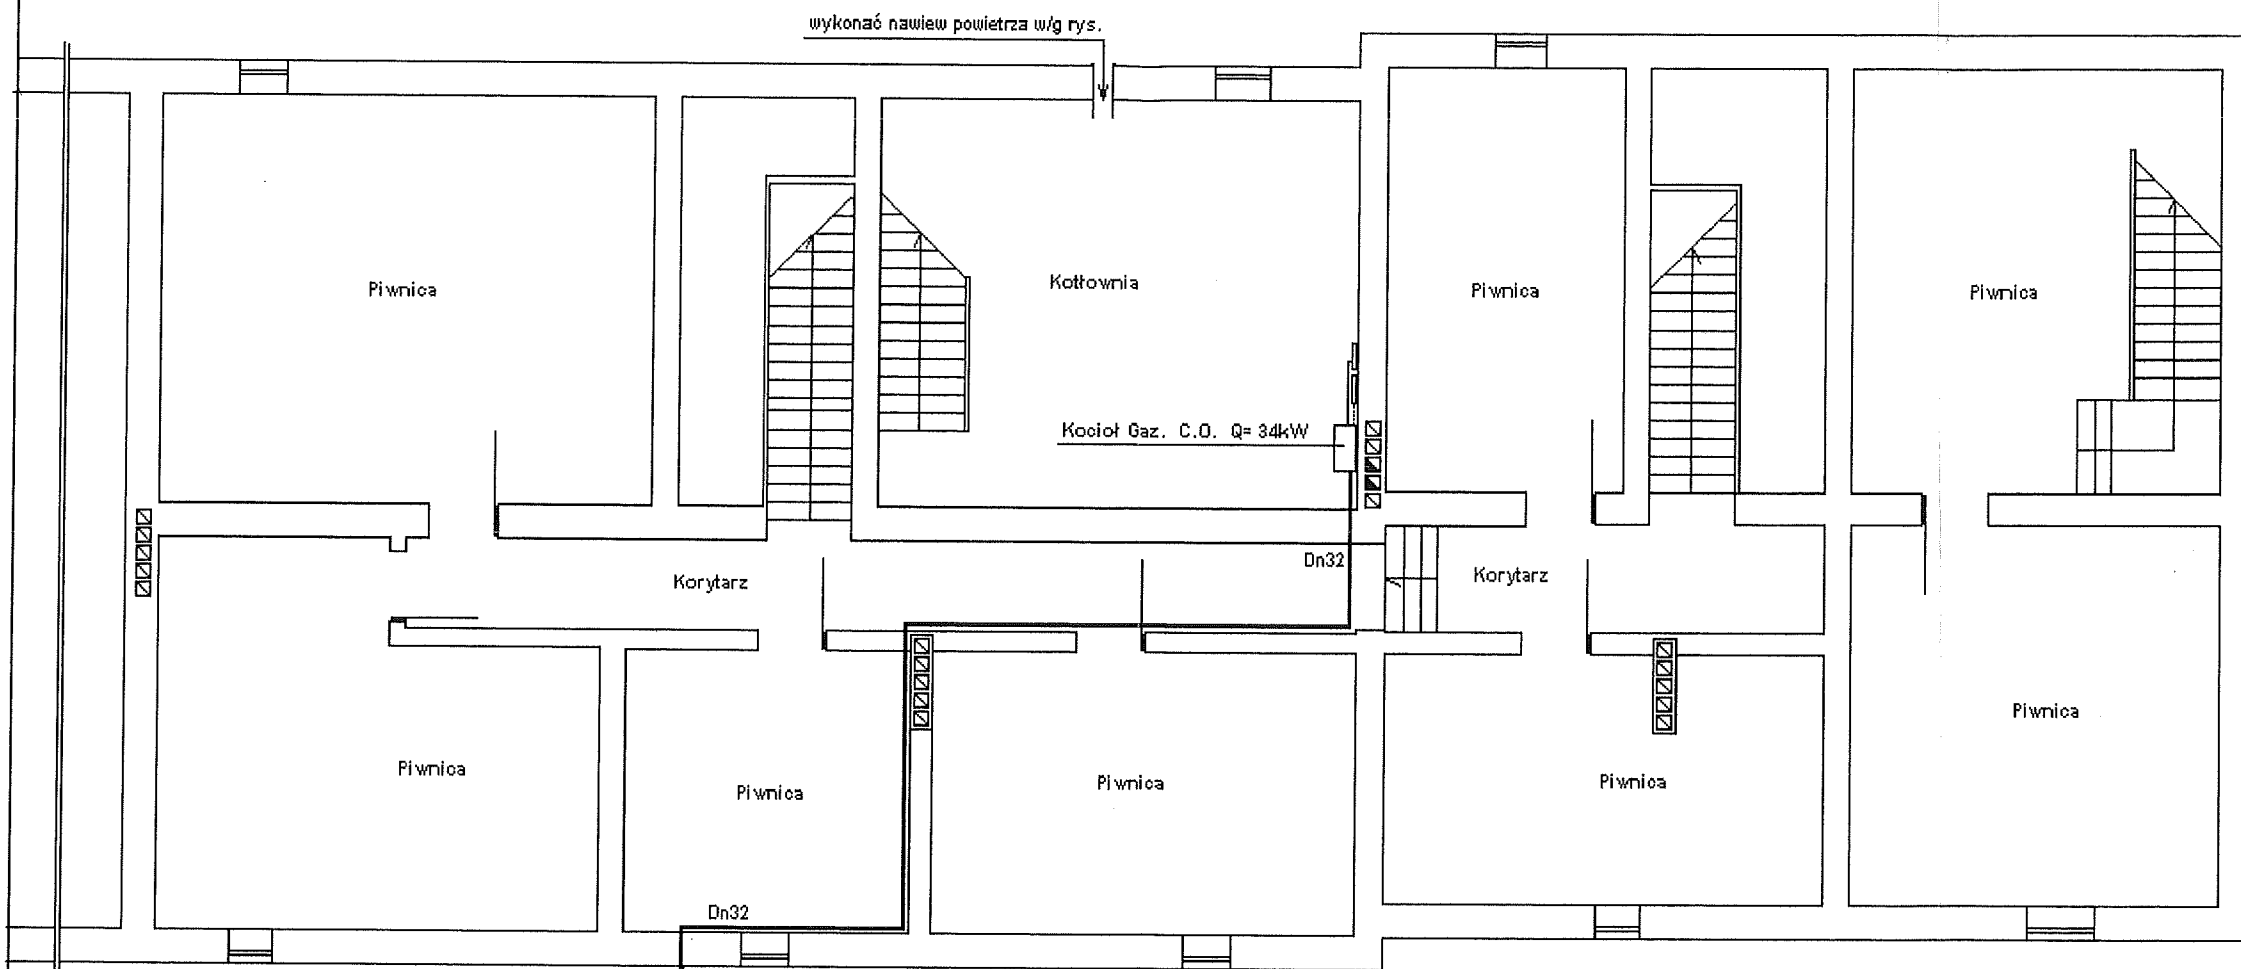 wykonać nawiew powietrza w/g rys.
Piwnica
Kotłownia
Piwnica
Piwnica
Kocioł Gaz. C.O. Q= 34kW
Dn32
Korytarz
Korytarz
Piwnica
Piwnica
Piwnica
Piwnica
Piwnica
Dn32